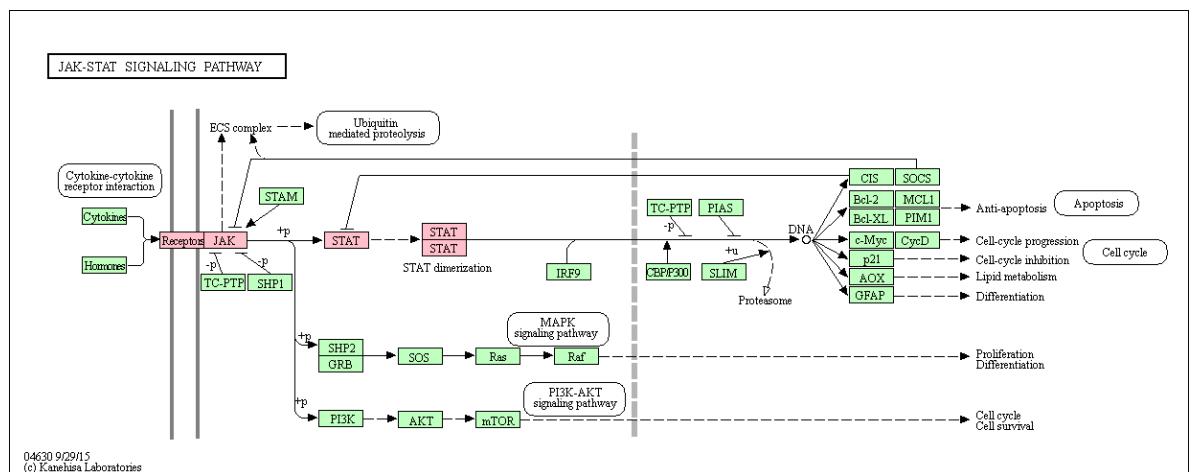 JAK-STAT SIGNALING PATHWAY
ECS complex
Ubiquitin
mediated proteolysis
Cytokine-cytokine
receptor interaction
STAM
CIS
SOCS
Cytokines
TC-PTP
PIAS
Bcl-2
MCL1
Anti-apoptosis
Apoptosis
-p
Bcl-XL
PIM1
DNA
+p
STAT
STAT
Receptors
JAK
STAT
c-Myc
CycD
Cell-cycle progression
Cell cycle
Hormones
-p
-p
STAT dimerization
+u
p21
Cell-cycle inhibition
TC-PTP
SHP1
IRF9
CBP/P300
SLIM
AOX
Lipid metabolism
Proteasome
GFAP
Differentiation
MAPK
signaling pathway
+p
SHP2
GRB
SOS
Ras
Raf
Proliferation
Differentiation
PI3K-AKT
signaling pathway
+p
PI3K
AKT
mTOR
Cell cycle
Cell survival
04630 9/29/15
(c) Kanehisa Laboratories